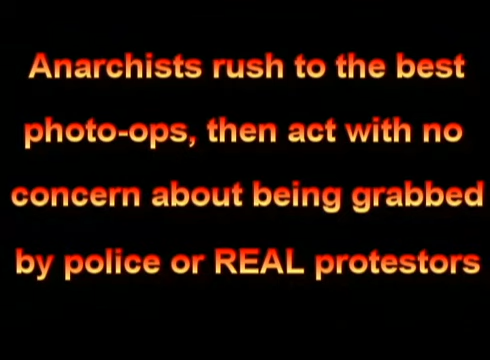 Anarchists rush to the best
photo-ops, then act with no
concern about being grabbed
by police or REAL protestors